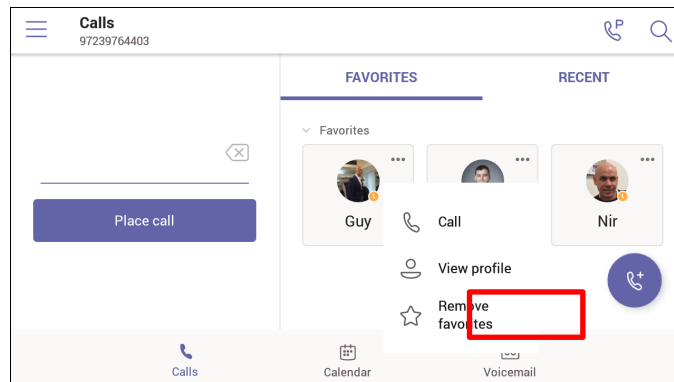 Calls
97239764403
P
FAVORITES
RECENT
Favorites
Place call
Guy
Nir
Call
View profile
Remove
favorites
Calls
Calendar
Voicemail